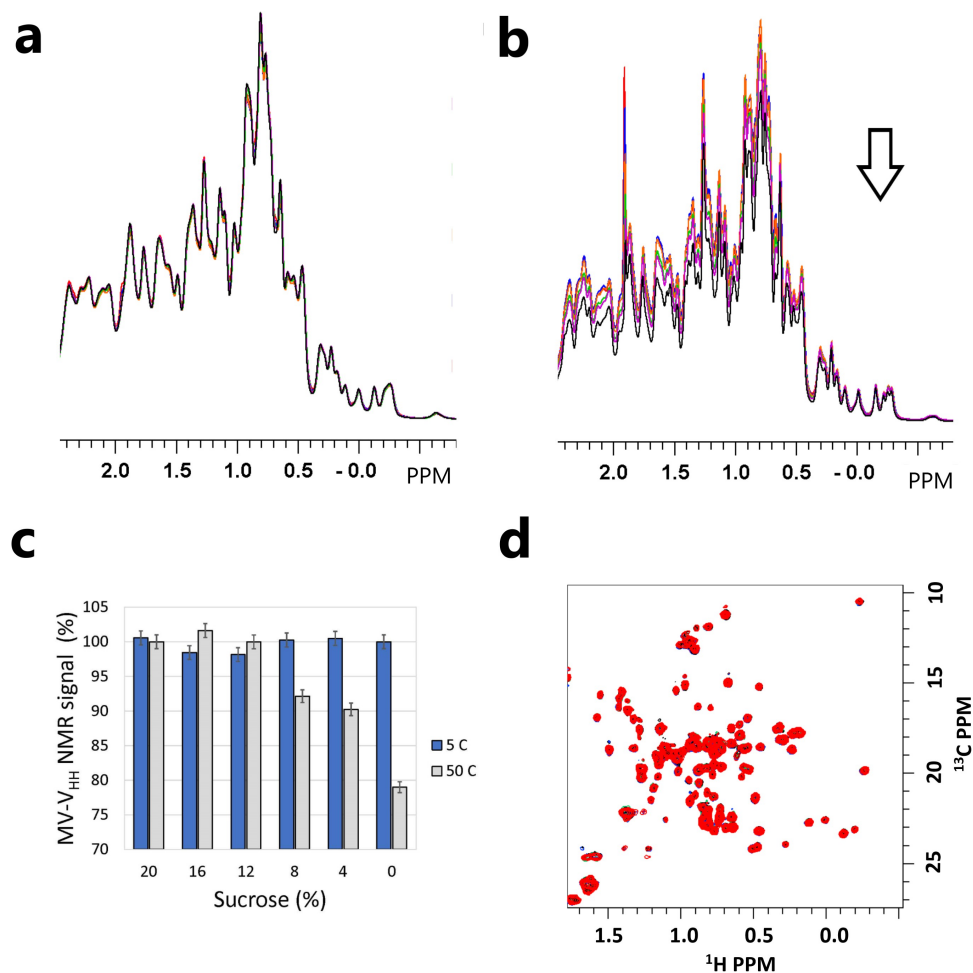 a
b
2.0 1.5 1.0 0.5 - 0.0 PPM
2.0 1.5 1.0 0.5 - 0.0 PPM
c
MV-VHH NMR signal (%)
105
100
95
90
85
80
75
70
20 16 12 8 4 0
Sucrose (%)
5 C
50 C
d
10
15
20
25
13C PPM
1.5 1.0 0.5 0.0
1H PPM